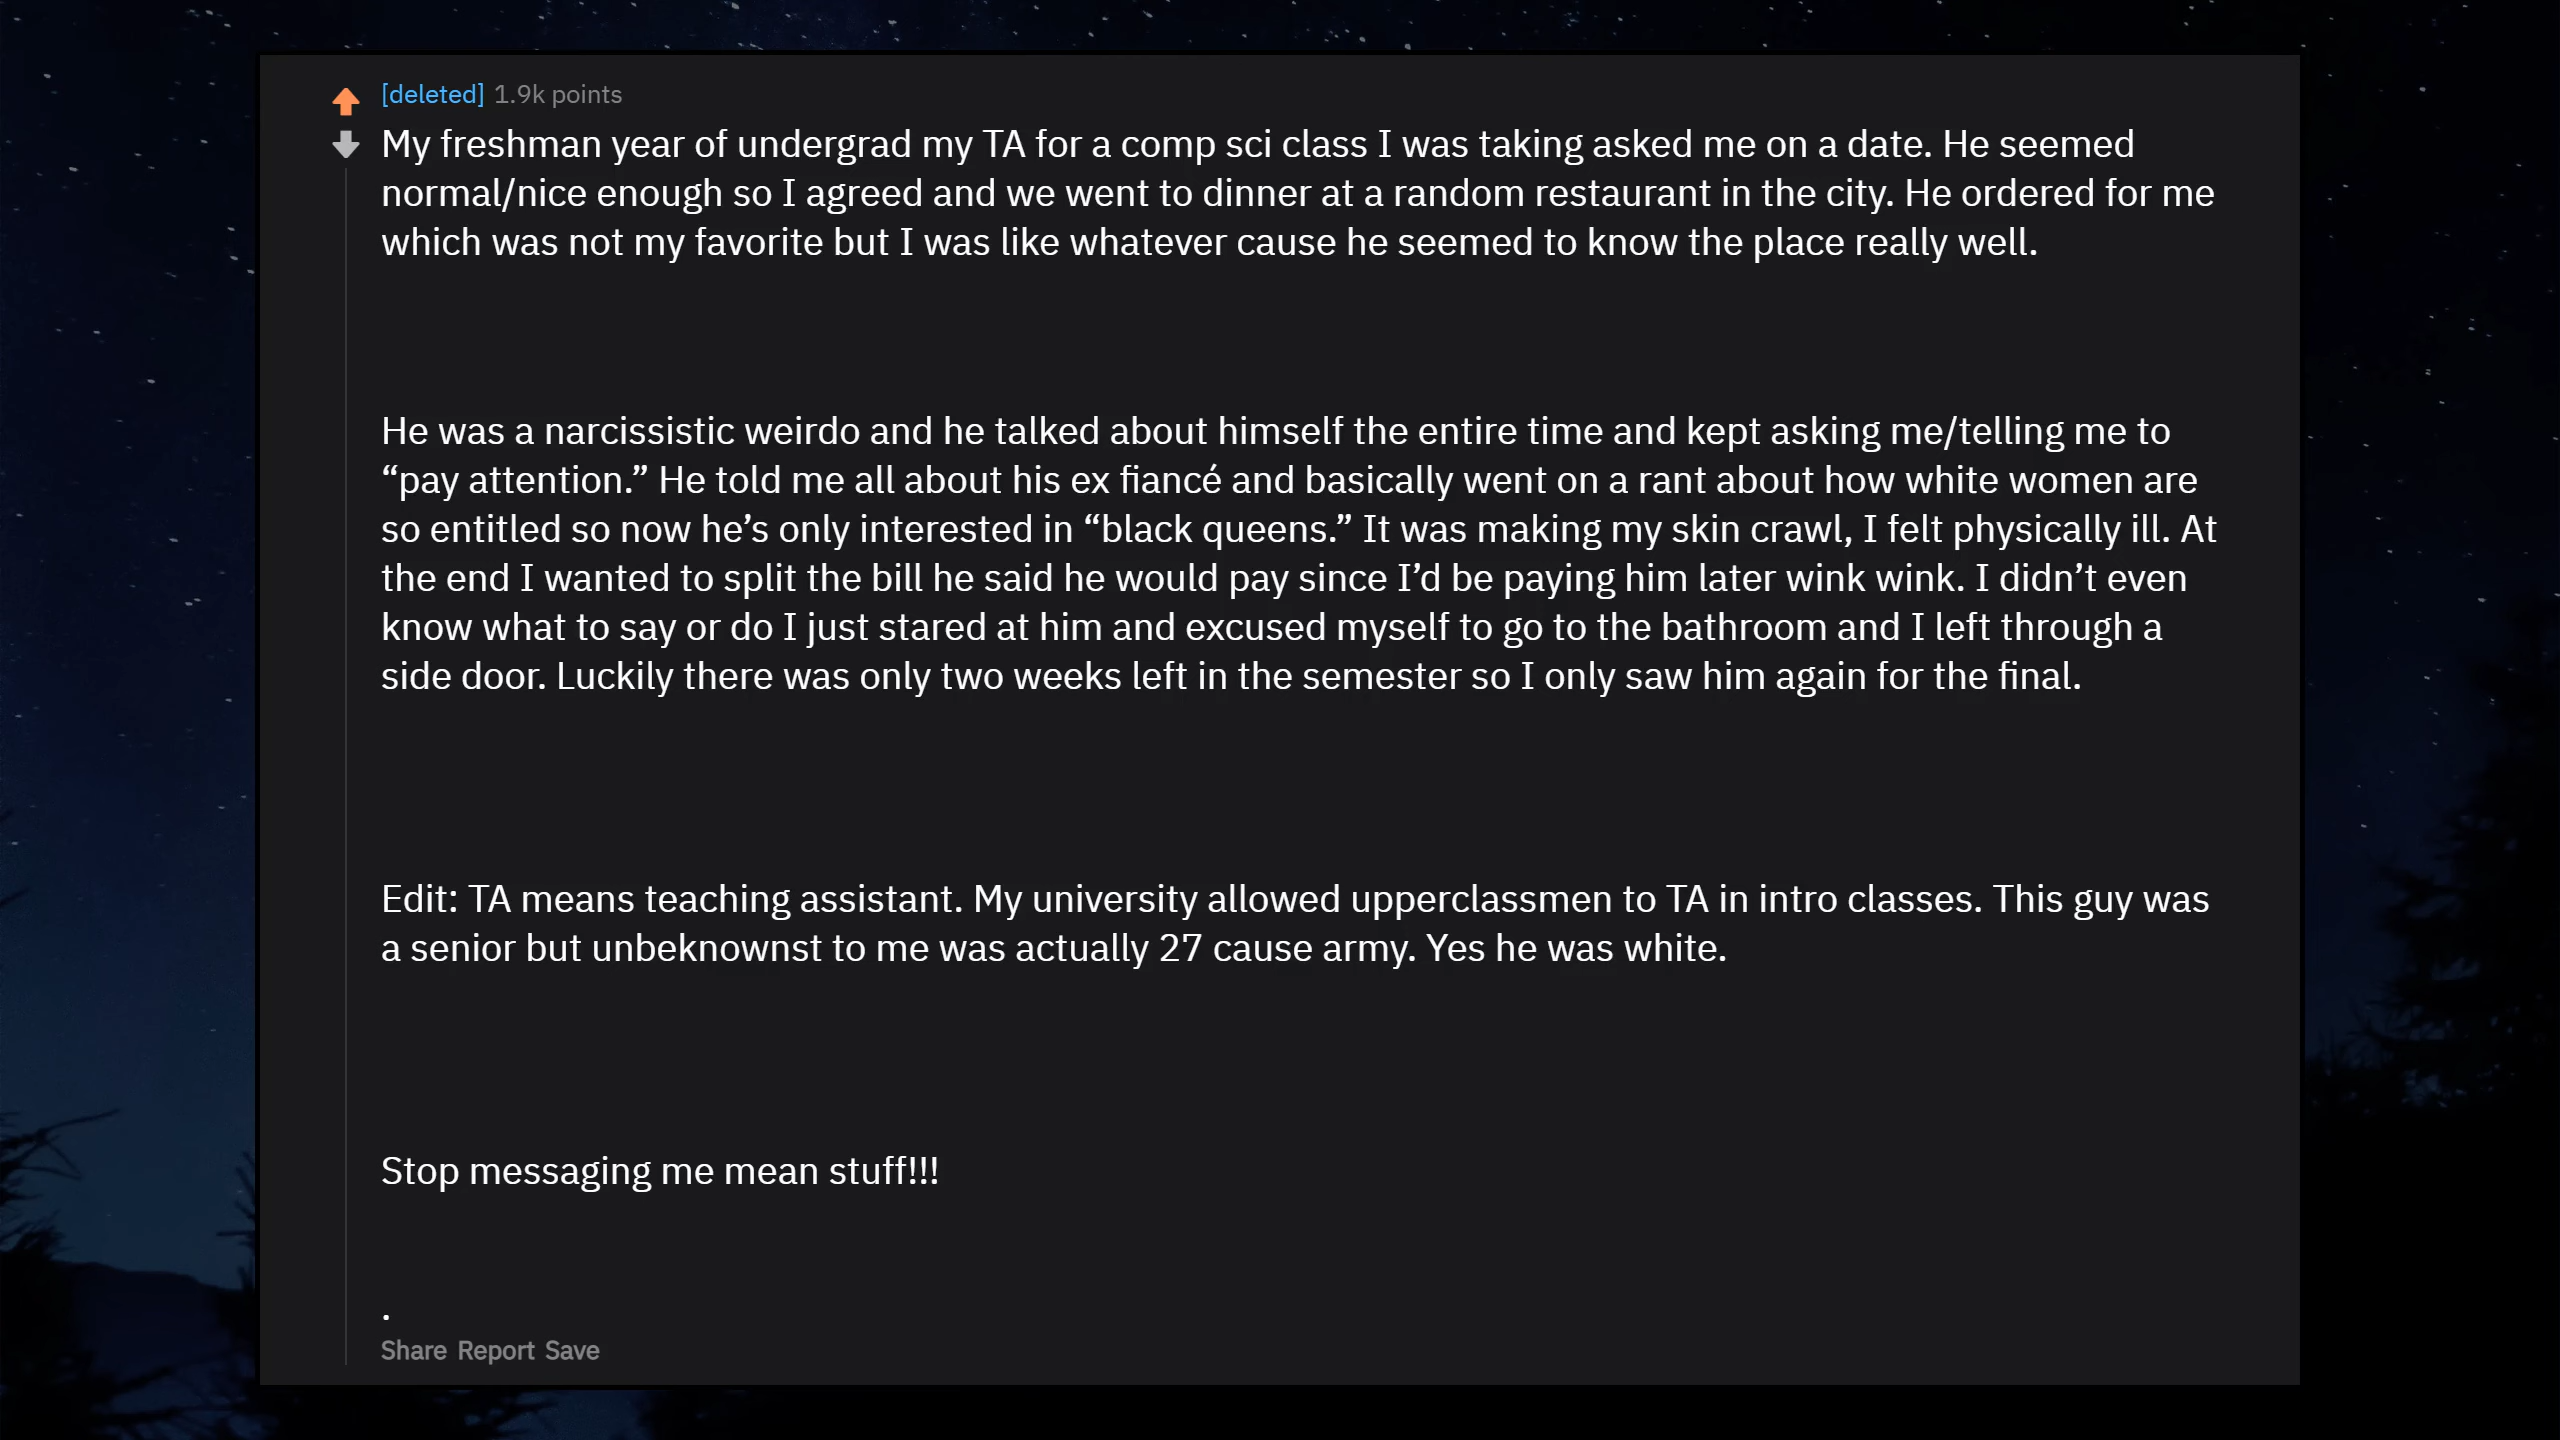 [deleted] 1.9k points
My freshman year of undergrad my TA for a comp sci class I was taking asked me on a date. He seemed
normal/nice enough so I agreed and we went to dinner at a random restaurant in the city. He ordered for me
which was not my favorite but I was like whatever cause he seemed to know the place really well.
He was a narcissistic weirdo and he talked about himself the entire time and kept asking me/telling me to
“pay attention.” He told me all about his ex fiancé and basically went on a rant about how white women are
so entitled so now he’s only interested in “black queens.” It was making my skin crawl, I felt physically ill. At
the end I wanted to split the bill he said he would pay since I’d be paying him later wink wink. I didn’t even
know what to say or do I just stared at him and excused myself to go to the bathroom and I left through a
side door. Luckily there was only two weeks left in the semester so I only saw him again for the final.
Edit: TA means teaching assistant. My university allowed upperclassmen to TA in intro classes. This guy was
a senior but unbeknownst to me was actually 27 cause army. Yes he was white.
Stop messaging me mean stuff!!!
.
Share Report Save